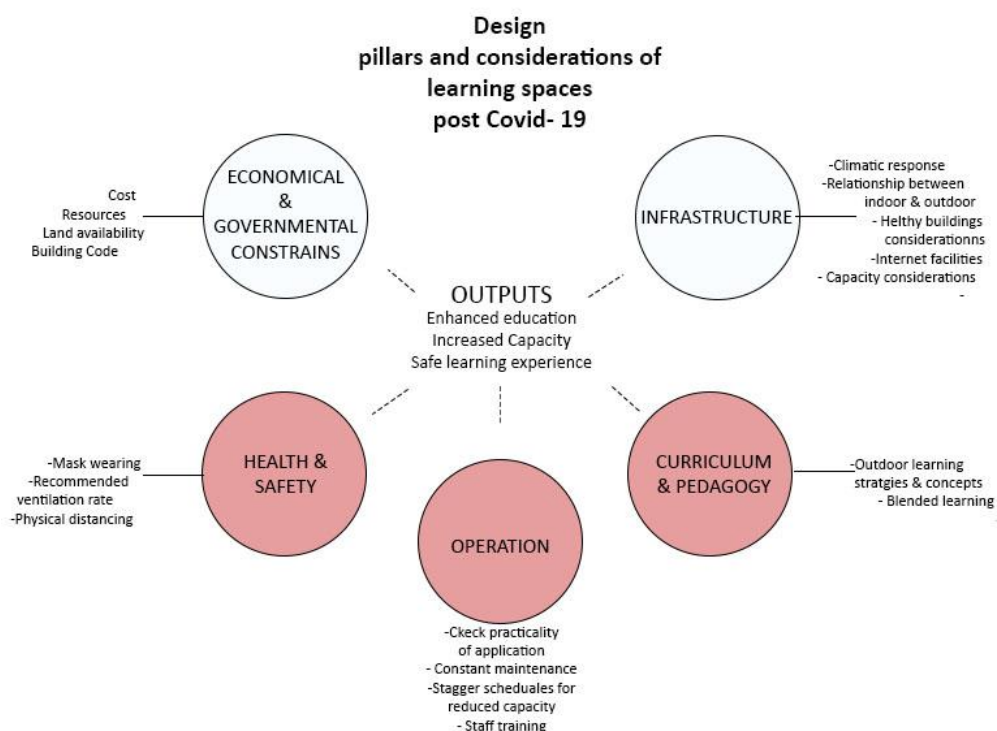 Design
pillars and considerations of
learning spaces
post Covid- 19
ECONOMICAL
&
GOVERNMENTAL
CONSTRAINS
Cost
Resources
Land availability
Building Code
INFRASTRUCTURE
-Climatic response
-Relationship between
indoor & outdoor
- Helthy buildings
considerationns
-Internet facilities
- Capacity considerations
-
OUTPUTS
Enhanced education
Increased Capacity
Safe learning experience
HEALTH &
SAFETY
-Mask wearing
-Recommended
ventilation rate
-Physical distancing
OPERATION
-Ckeck practicality
of application
- Constant maintenance
-Stagger scheduales for
reduced capacity
- Staff training
CURRICULUM
& PEDAGOGY
-Outdoor learning
stratgies & concepts
- Blended learning